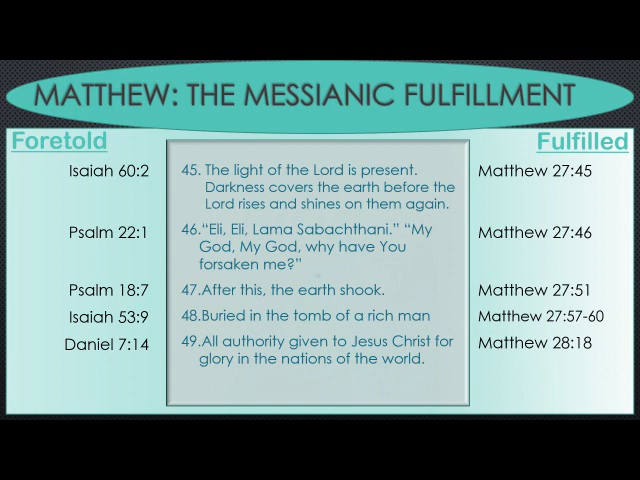 MATTHEW: THE MESSIANIC FULFILLMENT
Foretold
Fulfilled
Isaiah 60:2
45. The light of the Lord is present.
Darkness covers the earth before the
Lord rises and shines on them again.
Matthew 27:45
Psalm 22:1
46.“Eli, Eli, Lama Sabachthani.” “My
God, My God, why have You
forsaken me?”
Matthew 27:46
Psalm 18:7
47.After this, the earth shook.
Matthew 27:51
Isaiah 53:9
48.Buried in the tomb of a rich man
Matthew 27:57-60
Daniel 7:14
49.All authority given to Jesus Christ for
glory in the nations of the world.
Matthew 28:18